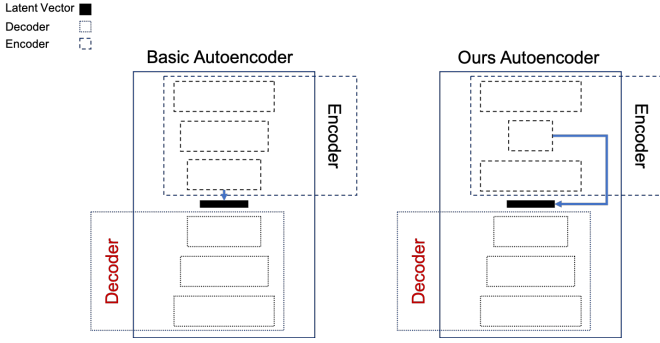 Latent Vector
Decoder
Encoder
Basic Autoencoder
Ours Autoencoder
Encoder
Encoder
Decoder
Decoder